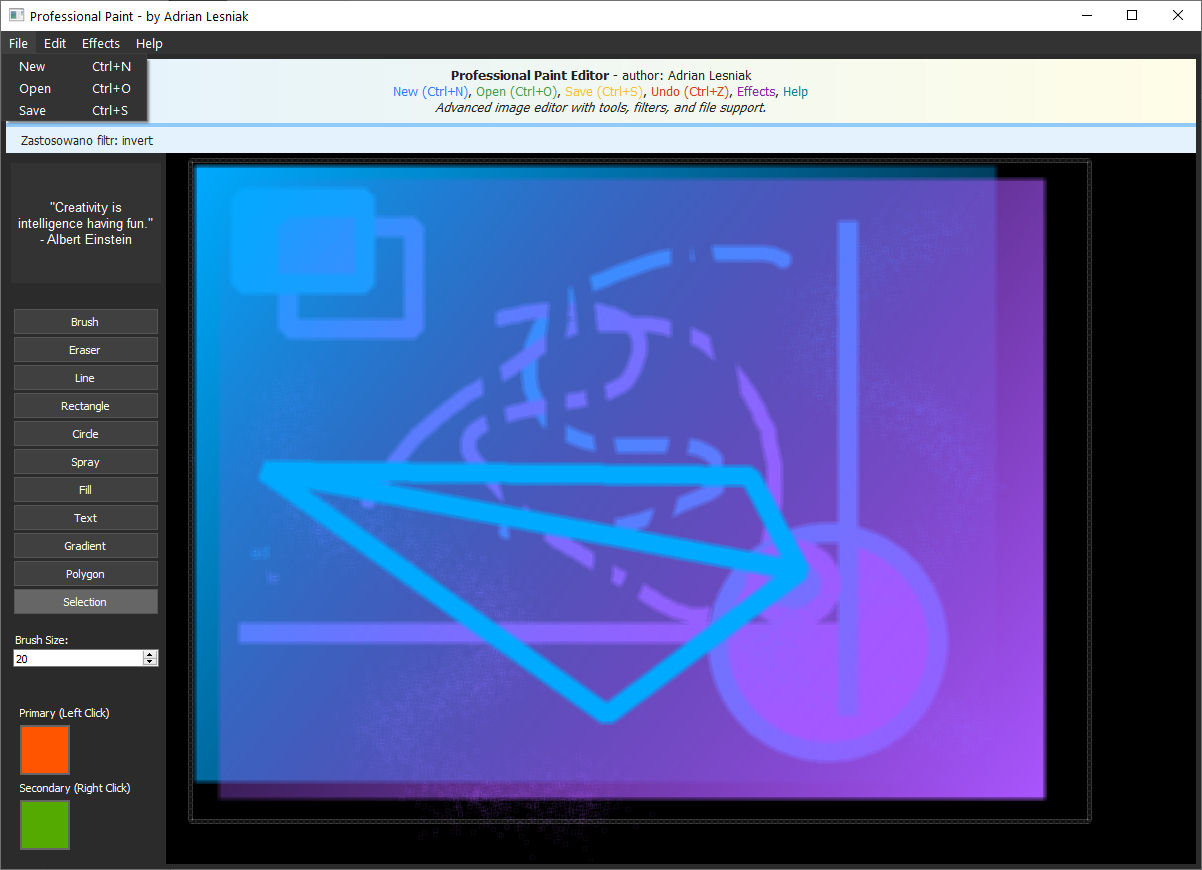 Professional Paint - by Adrian Lesniak
File Edit Effects Help
New Ctrl+N
Open Ctrl+O
Save Ctrl+S
Professional Paint Editor - author: Adrian Lesniak
New (Ctrl+N), Open (Ctrl+O), Save (Ctrl+S), Undo (Ctrl+Z), Effects, Help
Advanced image editor with tools, filters, and file support.
Zastosowano filtr: invert
"Creativity is
intelligence having fun."
- Albert Einstein
Brush
Eraser
Line
Rectangle
Circle
Spray
Fill
Text
Gradient
Polygon
Selection
Brush Size:
20
Primary (Left Click)
Secondary (Right Click)